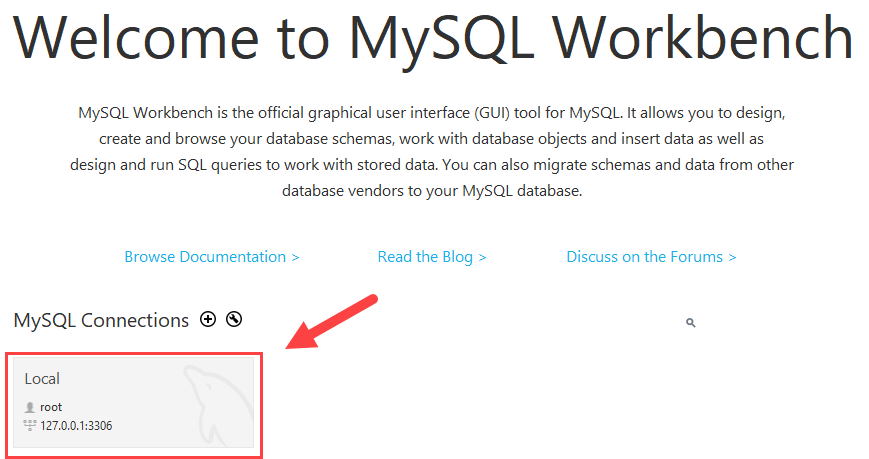 Welcome to MySQL Workbench
MySQL Workbench is the official graphical user interface (GUI) tool for MySQL. It allows you to design,
create and browse your database schemas, work with database objects and insert data as well as
design and run SQL queries to work with stored data. You can also migrate schemas and data from other
database vendors to your MySQL database.
Browse Documentation > Read the Blog > Discuss on the Forums >
MySQL Connections
Local
root
127.0.0.1:3306